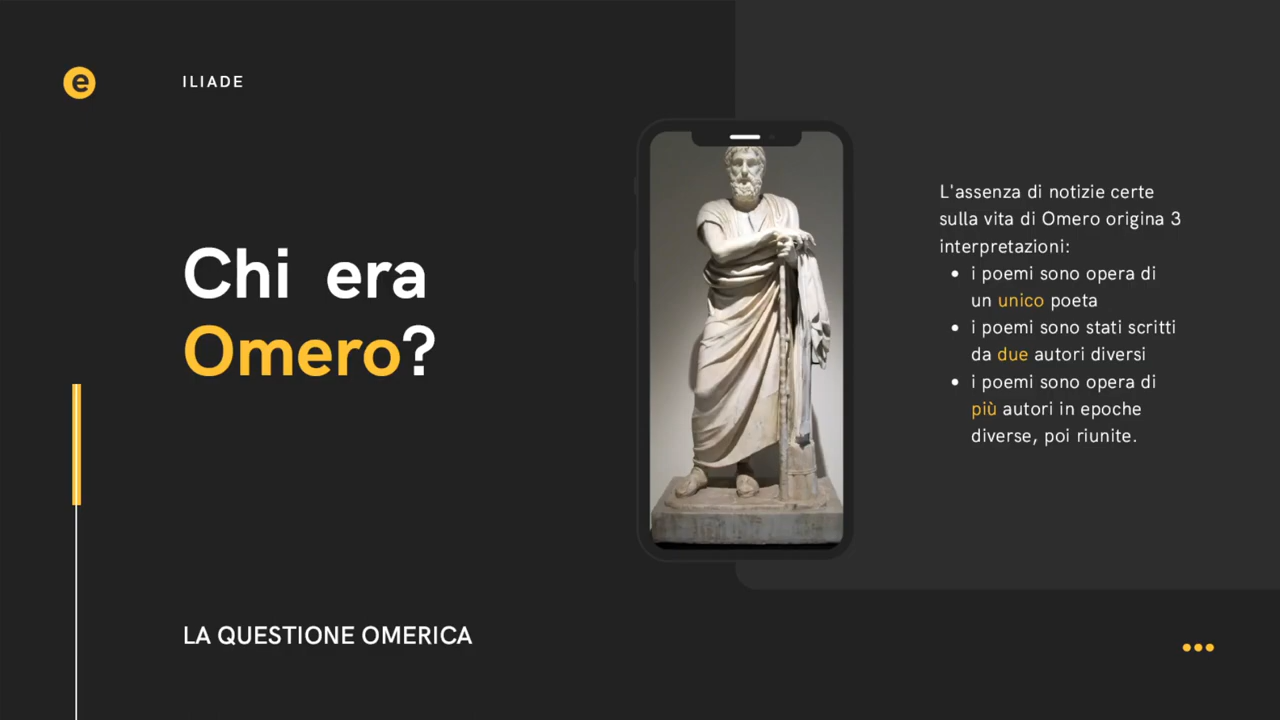 e
ILIADE
Chi era
Omero?
L'assenza di notizie certe
sulla vita di Omero origina 3
interpretazioni:
• i poemi sono opera di
un unico poeta
• i poemi sono stati scritti
da due autori diversi
• i poemi sono opera di
più autori in epoche
diverse, poi riunite.
LA QUESTIONE OMERICA